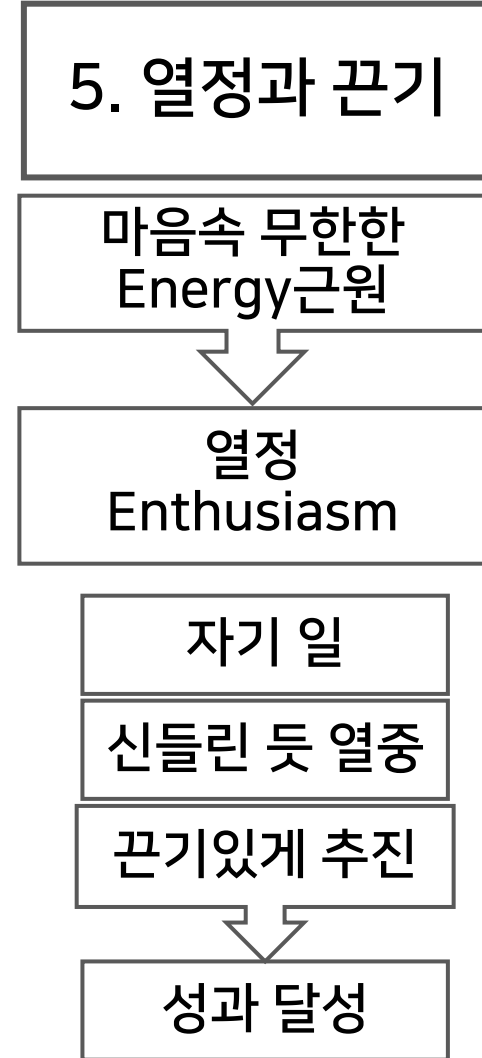 5. 열정과 끈기
마음속 무한한
Energy근원
열정
Enthusiasm
자기 일
신들린 듯 열중
끈기있게 추진
성과 달성